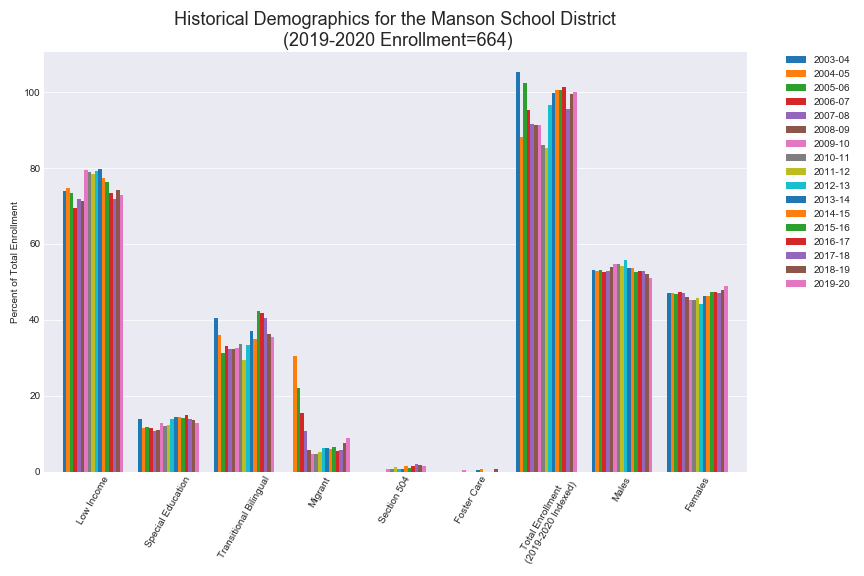 Historical Demographics for the Manson School District
(2019-2020 Enrollment=664)
Percent of Total Enrollment
100
80
60
40
20
0
Low Income
Special Education
Transitional Bilingual
Migrant
Section 504
Foster Care
Total Enrollment
(2019-2020 Indexed)
Males
Females
2003-04
2004-05
2005-06
2006-07
2007-08
2008-09
2009-10
2010-11
2011-12
2012-13
2013-14
2014-15
2015-16
2016-17
2017-18
2018-19
2019-20